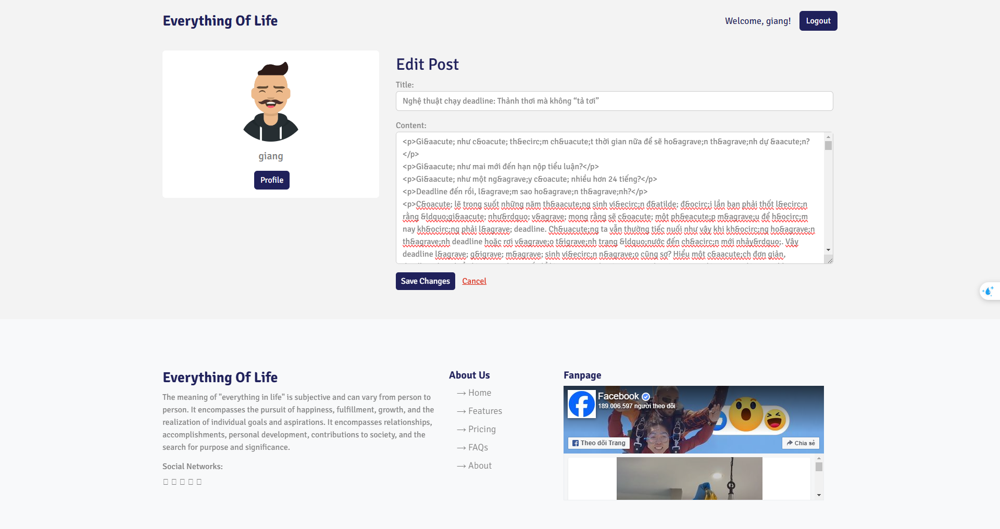 Everything Of Life
Welcome, giang!
Logout
giang
Profile
Edit Post
Title:
Nghệ thuật chạy deadline: Thảnh thơi mà không “tả tơi”
Content:
<p>Gi&aacute; như c&oacute; th&ecirc;m ch&uacute;t thời gian nữa để sẽ ho&agrave;n th&agrave;nh dự &aacute;n?
</p>
<p>Gi&aacute; như mai mới đến hạn nộp tiểu luận?</p>
<p>Gi&aacute; như một ng&agrave;y c&oacute; nhiều hơn 24 tiếng?</p>
<p>Deadline đến rồi, l&agrave;m sao ho&agrave;n th&agrave;nh?</p>
<p>C&oacute; lẽ trong suốt những năm th&aacute;ng sinh vi&ecirc;n đ&atilde; đ&ocirc;i lần bạn phải thốt l&ecirc;n
rằng &ldquo;gi&aacute; như&rdquo; v&agrave; mong rằng sẽ c&oacute; một ph&eacute;p m&agrave;u để h&ocirc;m
nay kh&ocirc;ng phải l&agrave; deadline. Ch&uacute;ng ta vẫn thường tiếc nuối như vậy khi kh&ocirc;ng ho&agrave;n
th&agrave;nh deadline hoặc rơi v&agrave;o t&igrave;nh trạng &ldquo;nước đến ch&acirc;n mới nhảy&rdquo;. Vậy
deadline l&agrave; g&igrave; m&agrave; sinh vi&ecirc;n n&agrave;o cũng sợ? Hiểu một c&aacute;ch đơn giản,
Save Changes
Cancel
Everything Of Life
The meaning of "everything in life" is subjective and can vary from person to
person. It encompasses the pursuit of happiness, fulfillment, growth, and the
realization of individual goals and aspirations. It encompasses relationships,
accomplishments, personal development, contributions to society, and the
search for purpose and significance.
Social Networks:
About Us
→ Home
→ Features
→ Pricing
→ FAQs
→ About
Fanpage
Facebook
189.006.597 người theo dõi
Theo dõi Trang
Chia sẻ